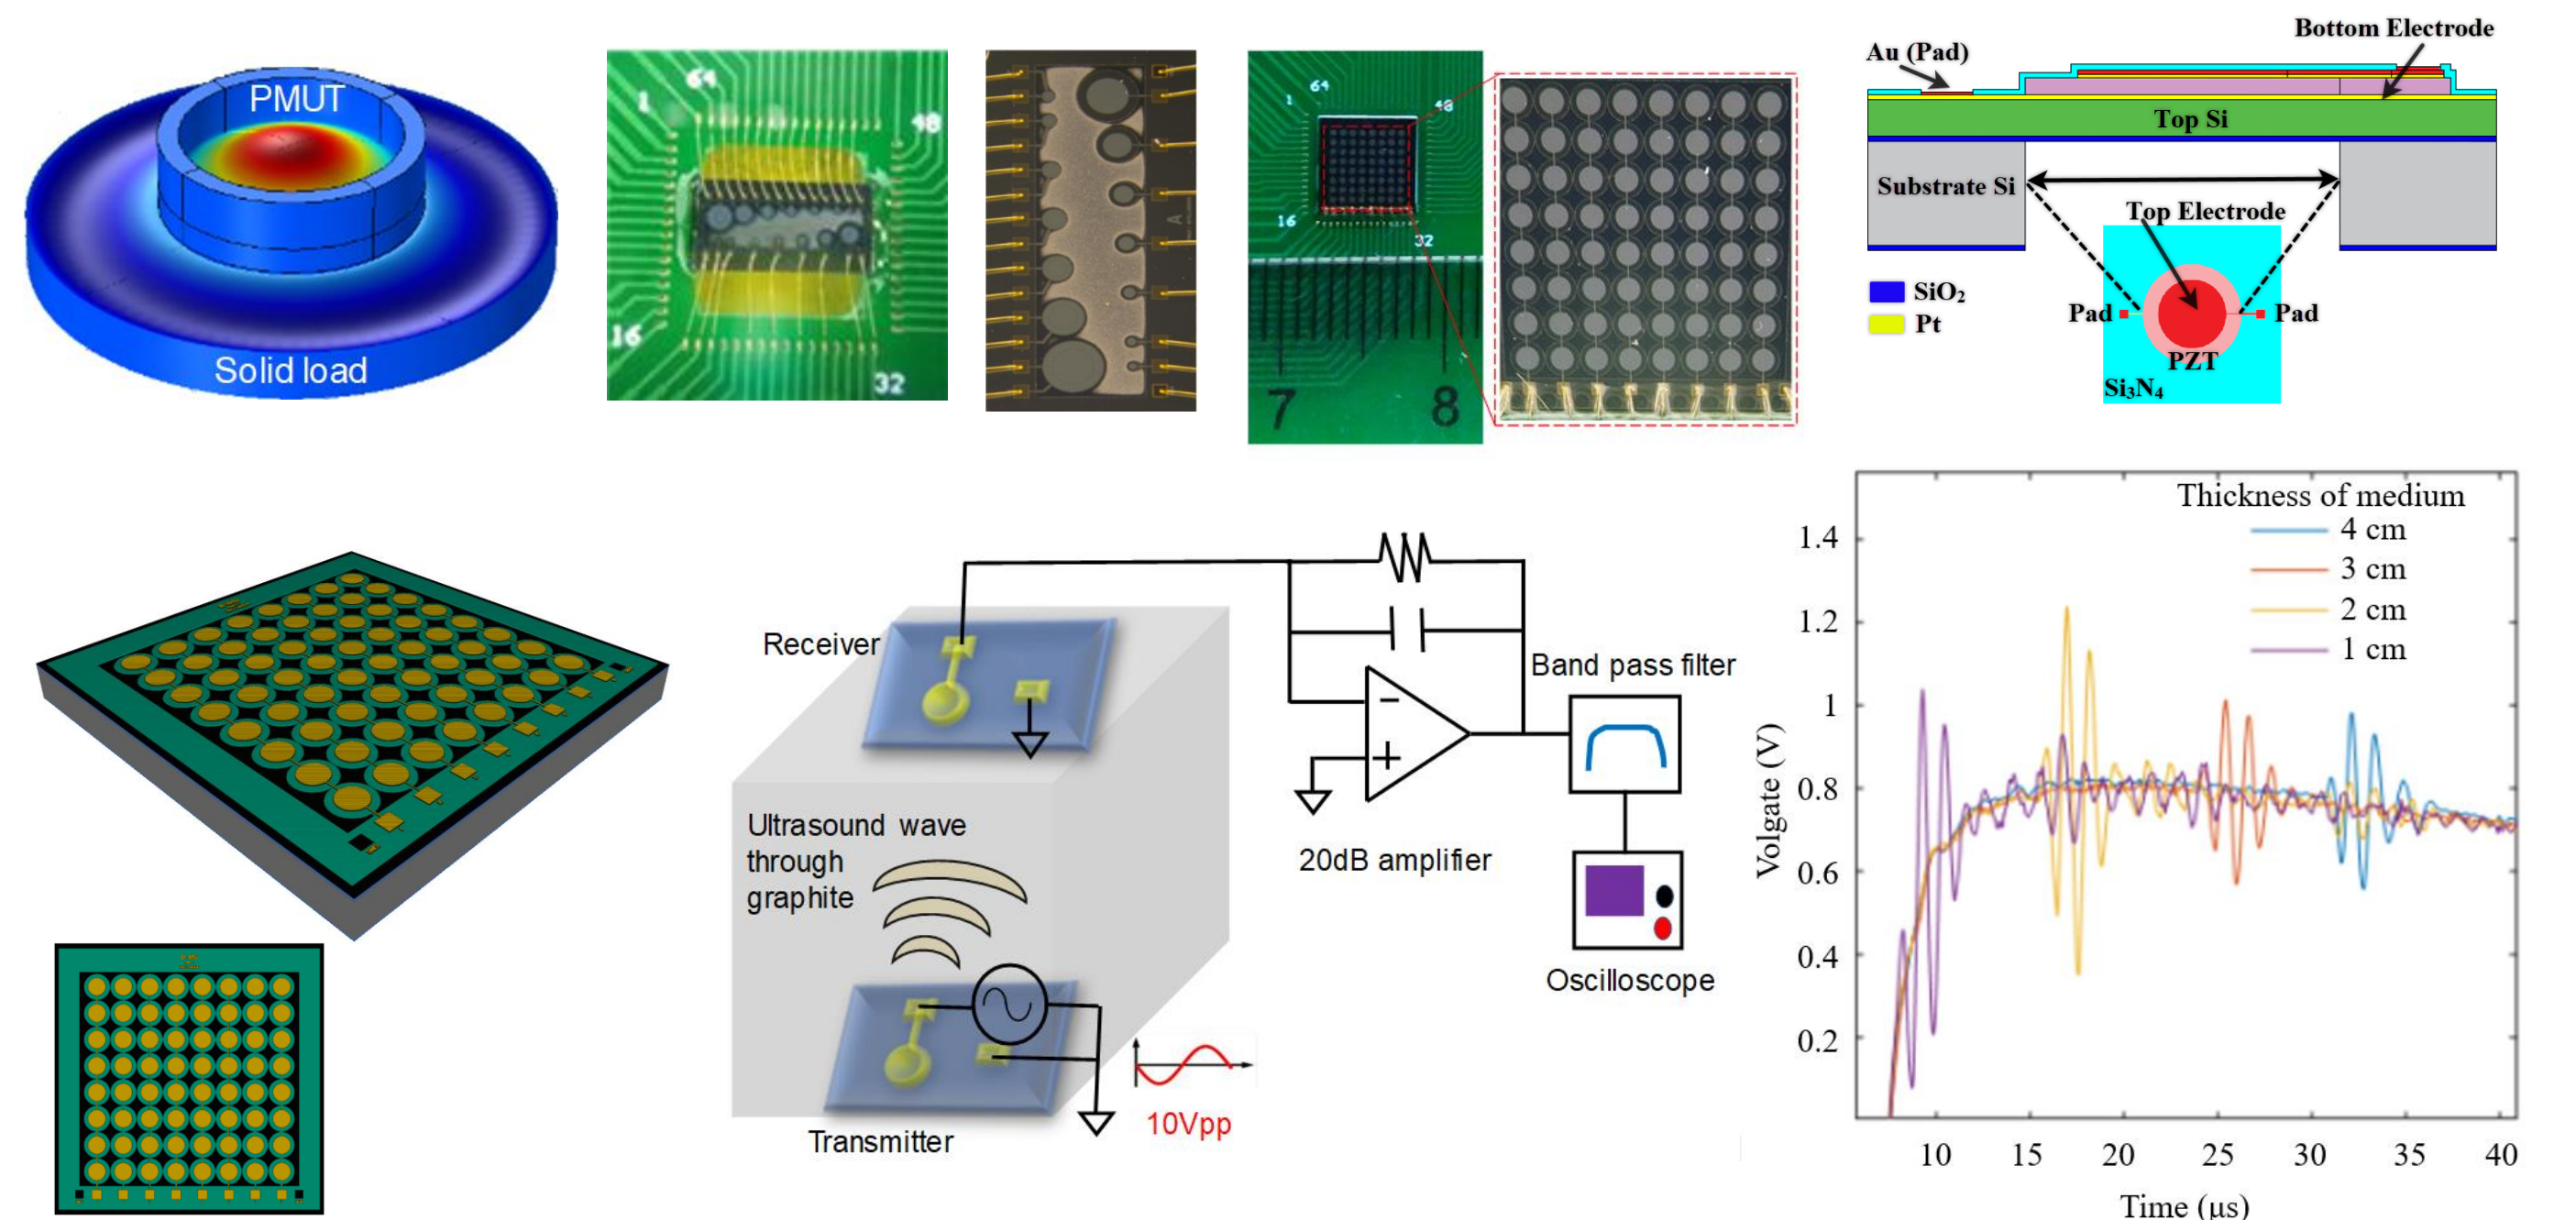 PMUT
Solid load
64
1
48
16
32
A
64
1
48
16
32
7
8
Au (Pad)
Bottom Electrode
Top Si
Substrate Si
Top Electrode
SiO₂
Pt
Pad
Pad
PZT
Si₃N₄
Receiver
Ultrasound wave
through
graphite
Transmitter
10Vpp
20dB amplifier
Band pass filter
Oscilloscope
Thickness of medium
4 cm
3 cm
2 cm
1 cm
Volgate (V)
1.4
1.2
1
0.8
0.6
0.4
0.2
10 15 20 25 30 35 40
Time (μs)